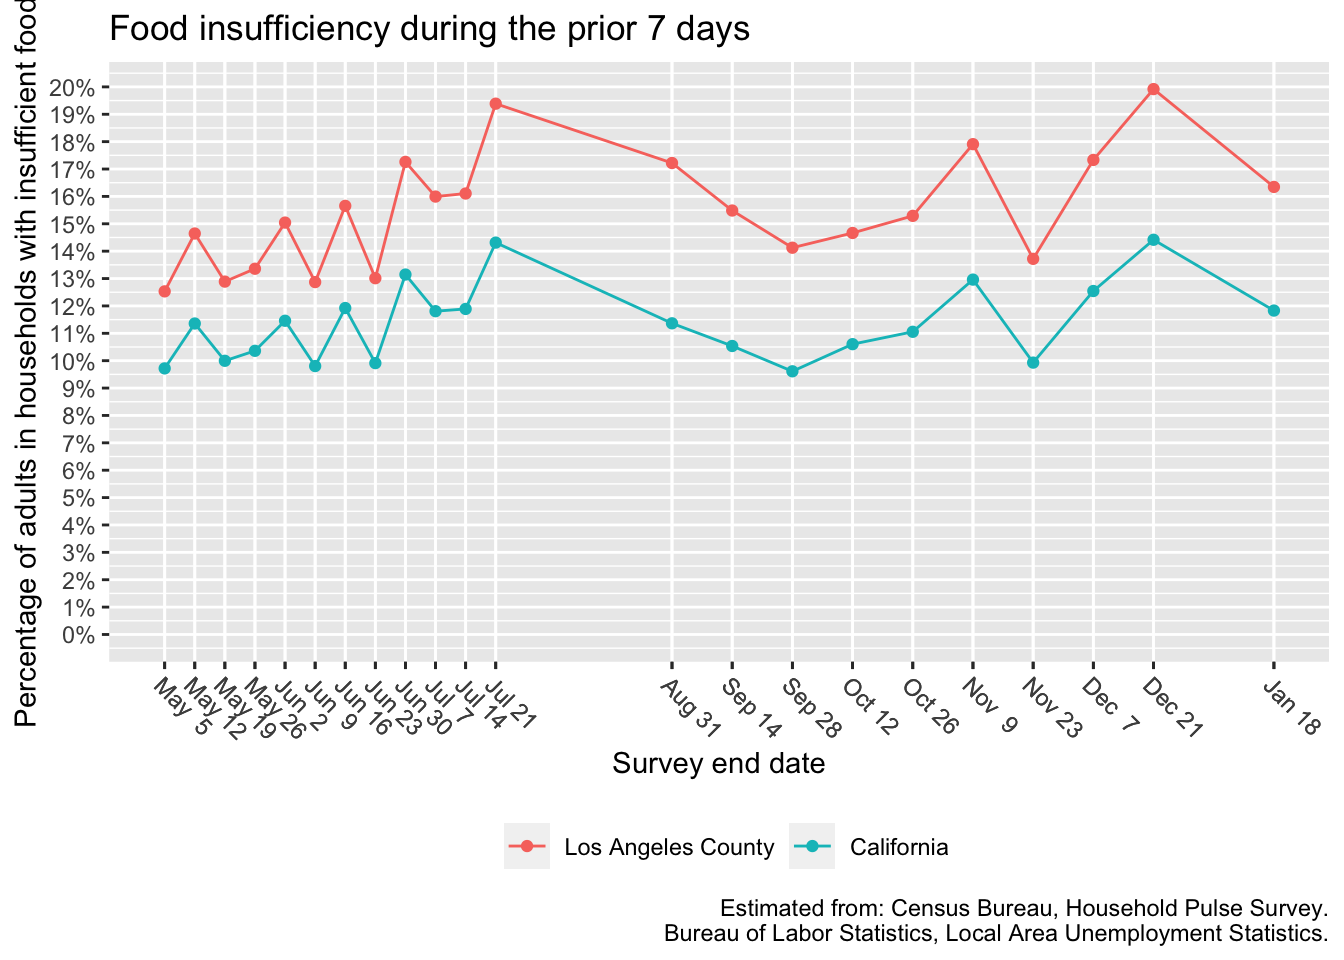 Food insufficiency during the prior 7 days
Percentage of adults in households with insufficient food
20%
19%
18%
17%
16%
15%
14%
13%
12%
11%
10%
9%
8%
7%
6%
5%
4%
3%
2%
1%
0%
May 5
May 12
May 19
May 26
Jun 2
Jun 9
Jun 16
Jun 23
Jun 30
Jul 7
Jul 14
Jul 21
Aug 31
Sep 14
Sep 28
Oct 12
Oct 26
Nov 9
Nov 23
Dec 7
Dec 21
Jan 18
Survey end date
Los Angeles County
California
Estimated from: Census Bureau, Household Pulse Survey.
Bureau of Labor Statistics, Local Area Unemployment Statistics.